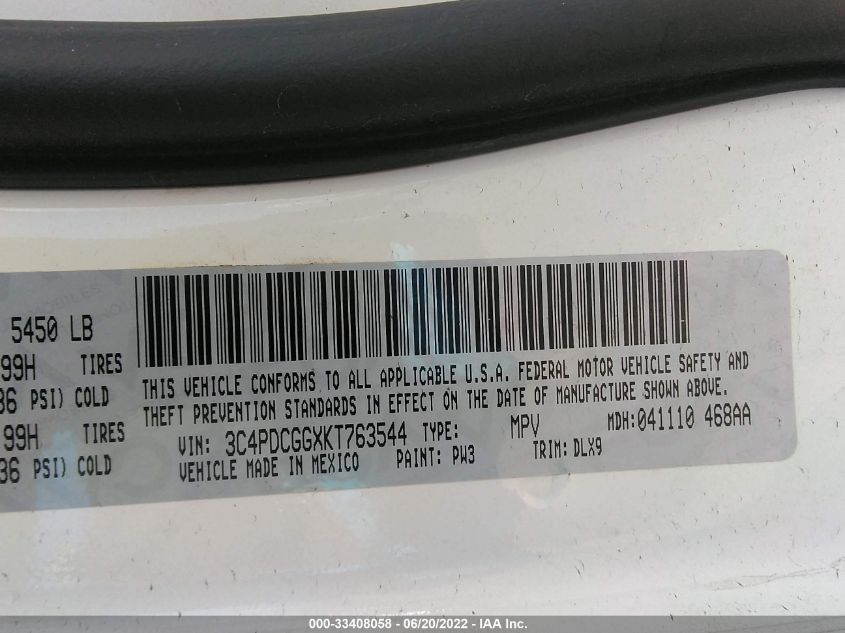 5450 LB
99H TIRES
36 PSI) COLD
99H TIRES
36 PSI) COLD
THIS VEHICLE CONFORMS TO ALL APPLICABLE U.S.A. FEDERAL MOTOR VEHICLE SAFETY AND
THEFT PREVENTION STANDARDS IN EFFECT ON THE DATE OF MANUFACTURE SHOWN ABOVE.
VIN: 3C4PDCGGXKT763544 TYPE: MPV MDH:041110 468AA
VEHICLE MADE IN MEXICO PAINT: PW3 TRIM: DLX9
000-33408058 - 06/20/2022 - IAA Inc.